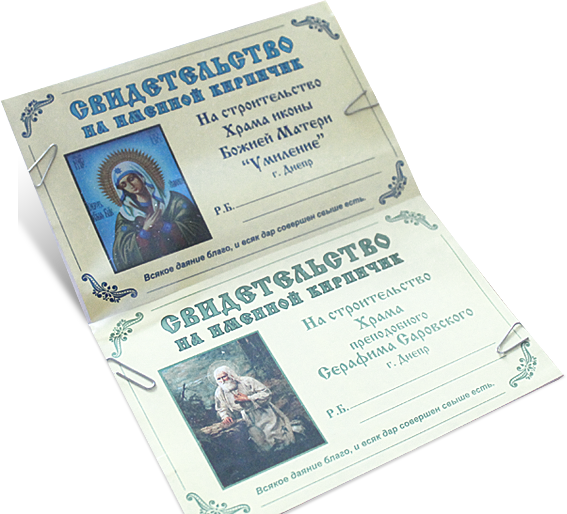 СВИДЕТЕЛЬСТВО
НА ИМЕННОЙ КИРПИЧИК
На строительство
Храма иконы
Божией Матери
“Умиление”
г. Днепр
Р.Б.
Всякое даяние благо, и всяк дар совершен свыше есть.
СВИДЕТЕЛЬСТВО
НА ИМЕННОЙ КИРПИЧИК
На строительство
Храма
преподобного
Серафима Саровского
г. Днепр
Р.Б.
Всякое даяние благо, и всяк дар совершен свыше есть.